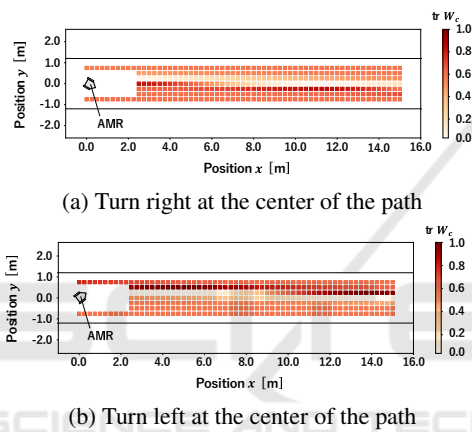 tr W_c
1.0
0.8
0.6
0.4
0.2
0.0
Position y [m]
2.0
1.0
0.0
-1.0
-2.0
AMR
0.0 2.0 4.0 6.0 8.0 10.0 12.0 14.0 16.0
Position x [m]
(a) Turn right at the center of the path
tr W_c
1.0
0.8
0.6
0.4
0.2
0.0
Position y [m]
2.0
1.0
0.0
-1.0
-2.0
AMR
0.0 2.0 4.0 6.0 8.0 10.0 12.0 14.0 16.0
Position x [m]
(b) Turn left at the center of the path
SCIENCE AND TEC